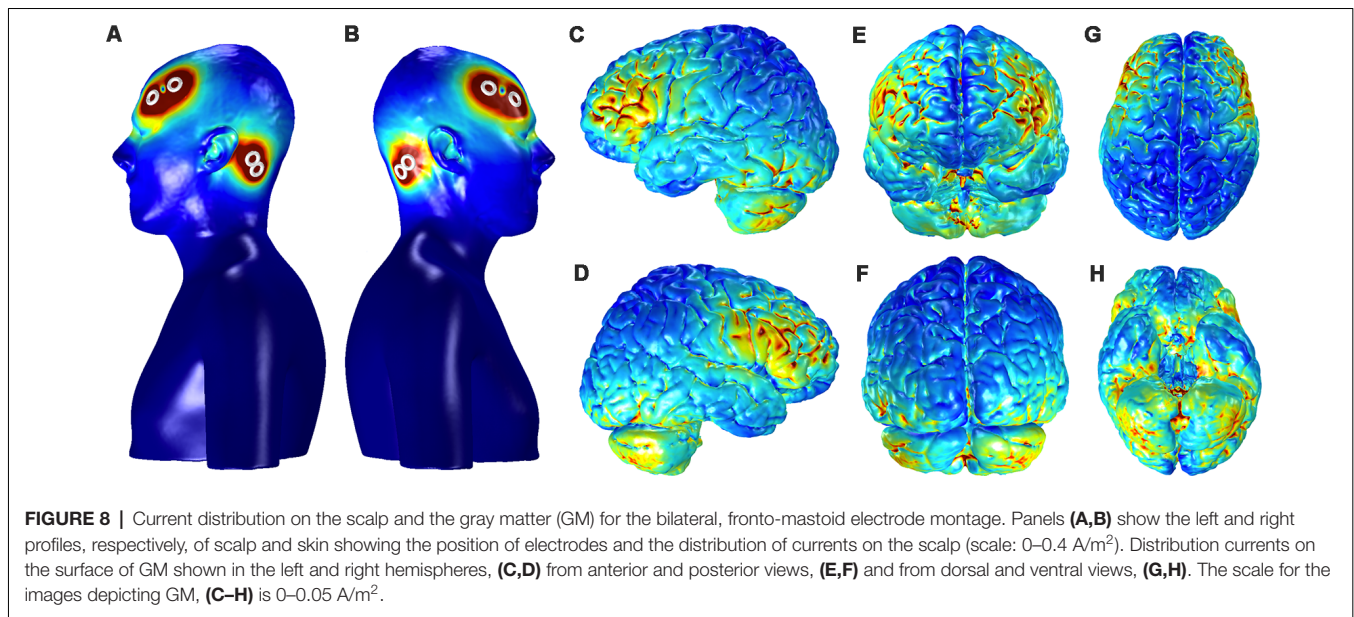 A
B
C
E
G
D
F
H
FIGURE 8 | Current distribution on the scalp and the gray matter (GM) for the bilateral, fronto-mastoid electrode montage. Panels (A,B) show the left and right
profiles, respectively, of scalp and skin showing the position of electrodes and the distribution of currents on the scalp (scale: 0–0.4 A/m²). Distribution currents on
the surface of GM shown in the left and right hemispheres, (C,D) from anterior and posterior views, (E,F) and from dorsal and ventral views, (G,H). The scale for the
images depicting GM, (C–H) is 0–0.05 A/m².